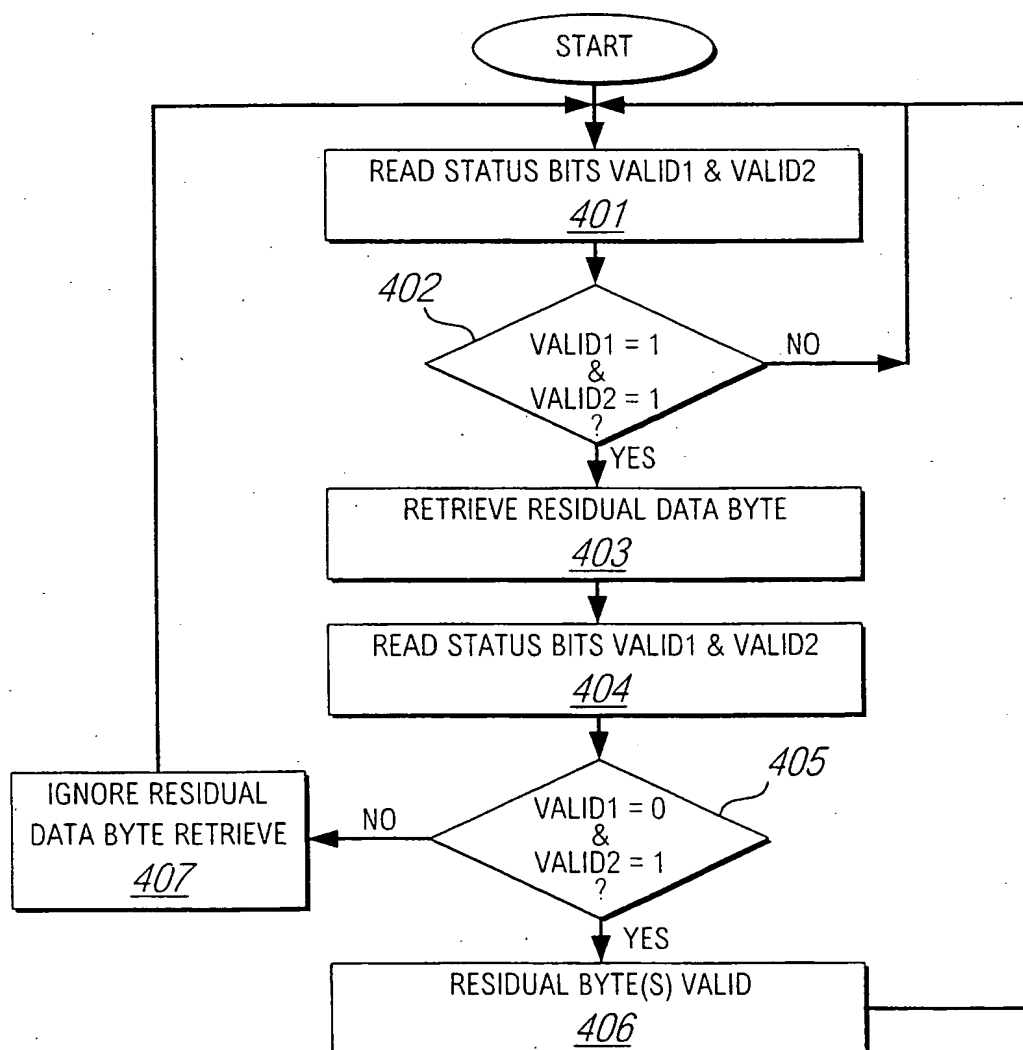 START
READ STATUS BITS VALID1 & VALID2
401
402
VALID1 = 1
&
VALID2 = 1
?
NO
YES
RETRIEVE RESIDUAL DATA BYTE
403
READ STATUS BITS VALID1 & VALID2
404
405
VALID1 = 0
&
VALID2 = 1
?
NO
IGNORE RESIDUAL
DATA BYTE RETRIEVE
407
YES
RESIDUAL BYTE(S) VALID
406